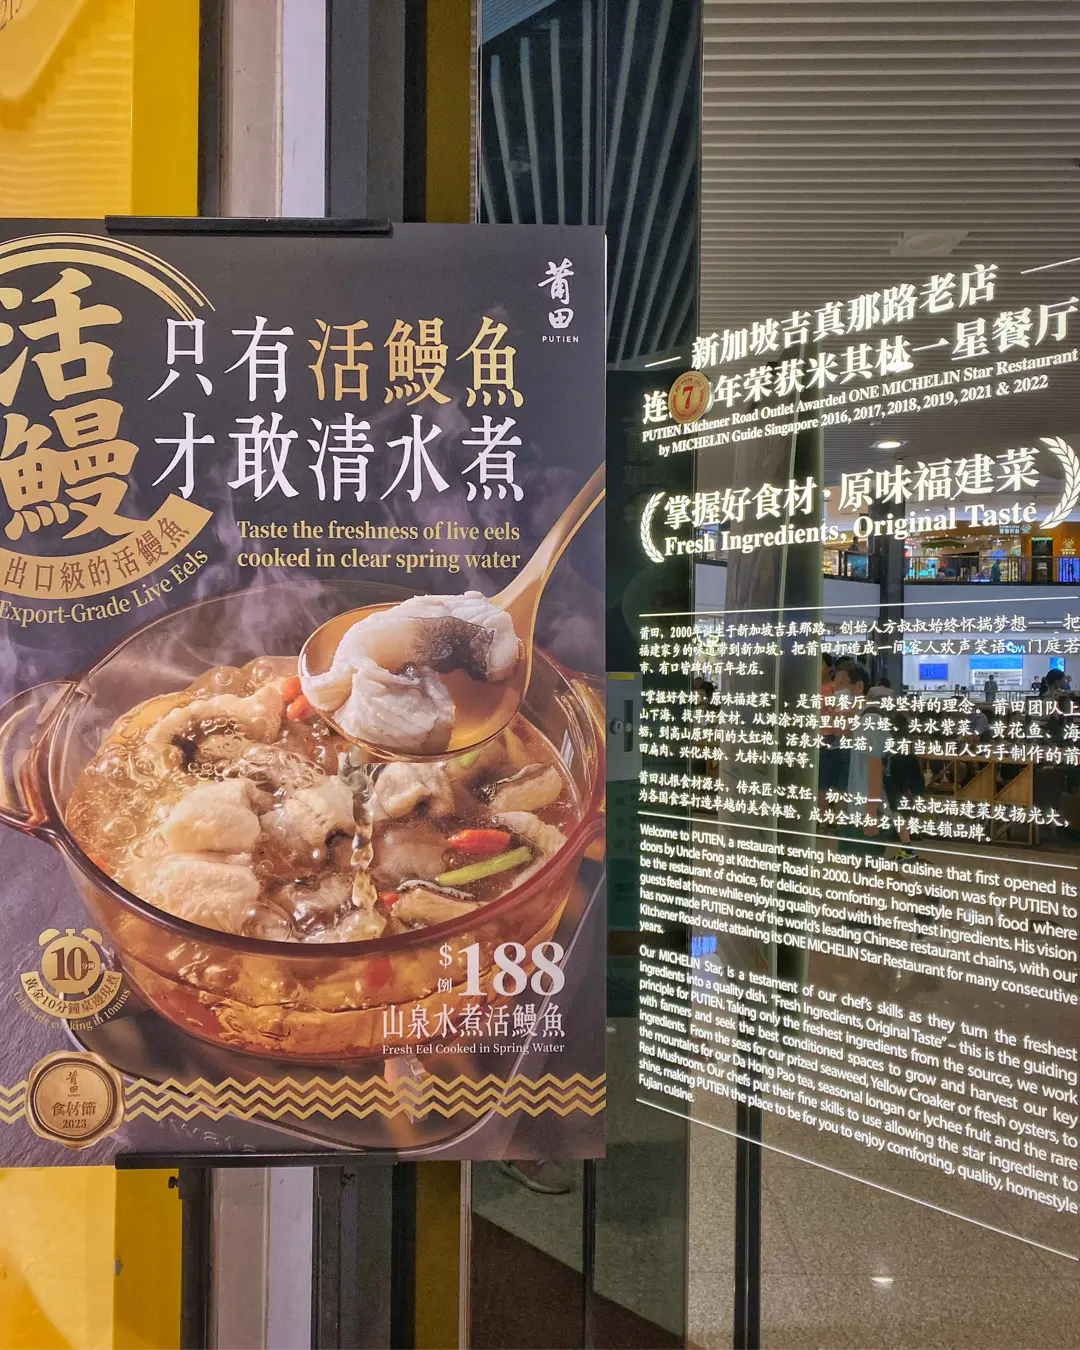 活
鰻
出口級的活鰻魚
Export-Grade Live Eels
莆田
PUTIEN
只有活鰻魚
才敢清水煮
Taste the freshness of live eels
cooked in clear spring water
10分鐘
黃金10分鐘桌邊現煮
cooking in 10mins
$188
例
山泉水煮活鰻魚
Fresh Eel Cooked in Spring Water
莆田
食材節
2023
新加坡吉真那路老店
连 7 年荣获米其林一星餐厅
PUTIEN Kitchener Road Outlet Awarded ONE MICHELIN Star Restaurant
by MICHELIN Guide Singapore 2016, 2017, 2018, 2019, 2021 & 2022
掌握好食材·原味福建菜
Fresh Ingredients, Original Taste
莆田，2000年诞生于新加坡吉真那路，创始人方叔叔始终怀揣梦想——把
福建家乡的味道带到新加坡，把莆田打造成一间客人欢声笑语、门庭若
市、有口皆碑的百年老店。
“掌握好食材·原味福建菜”，是莆田餐厅一路坚持的理念。莆田团队上
山下海，找寻好食材。从滩涂河海里的哆头蛏、头水紫菜、黄花鱼、海
蛎，到高山原野间的大红袍、活泉水、红菇，更有当地匠人巧手制作的莆
田扁肉、兴化米粉、九转小肠等等。
莆田扎根食材源头，传承匠心烹饪，初心如一，立志把福建菜发扬光大，
为各国食客打造卓越的美食体验，成为全球知名中餐连锁品牌。
Welcome to PUTIEN, a restaurant serving hearty Fujian cuisine that first opened its
doors by Uncle Fong at Kitchener Road in 2000. Uncle Fong's vision was for PUTIEN to
be the restaurant of choice, for delicious, comforting, homestyle Fujian food where
guests feel at home while enjoying quality food with the freshest ingredients. His vision
has now made PUTIEN one of the world's leading Chinese restaurant chains, with our
Kitchener Road outlet attaining its ONE MICHELIN Star Restaurant for many consecutive
years.
Our MICHELIN Star, is a testament of our chef's skills as they turn the freshest
ingredients into a quality dish. "Fresh Ingredients, Original Taste" – this is the guiding
principle for PUTIEN. Taking only the freshest ingredients from the source, we work
with farmers and seek the best conditioned spaces to grow and harvest our key
ingredients. From the seas for our prized seaweed, Yellow Croaker or fresh oysters, to
the mountains for our Da Hong Pao tea, seasonal longan or lychee fruit and the rare
Red Mushroom. Our chefs put their fine skills to use allowing the star ingredient to
shine, making PUTIEN the place to be for you to enjoy comforting, quality, homestyle
Fujian cuisine.